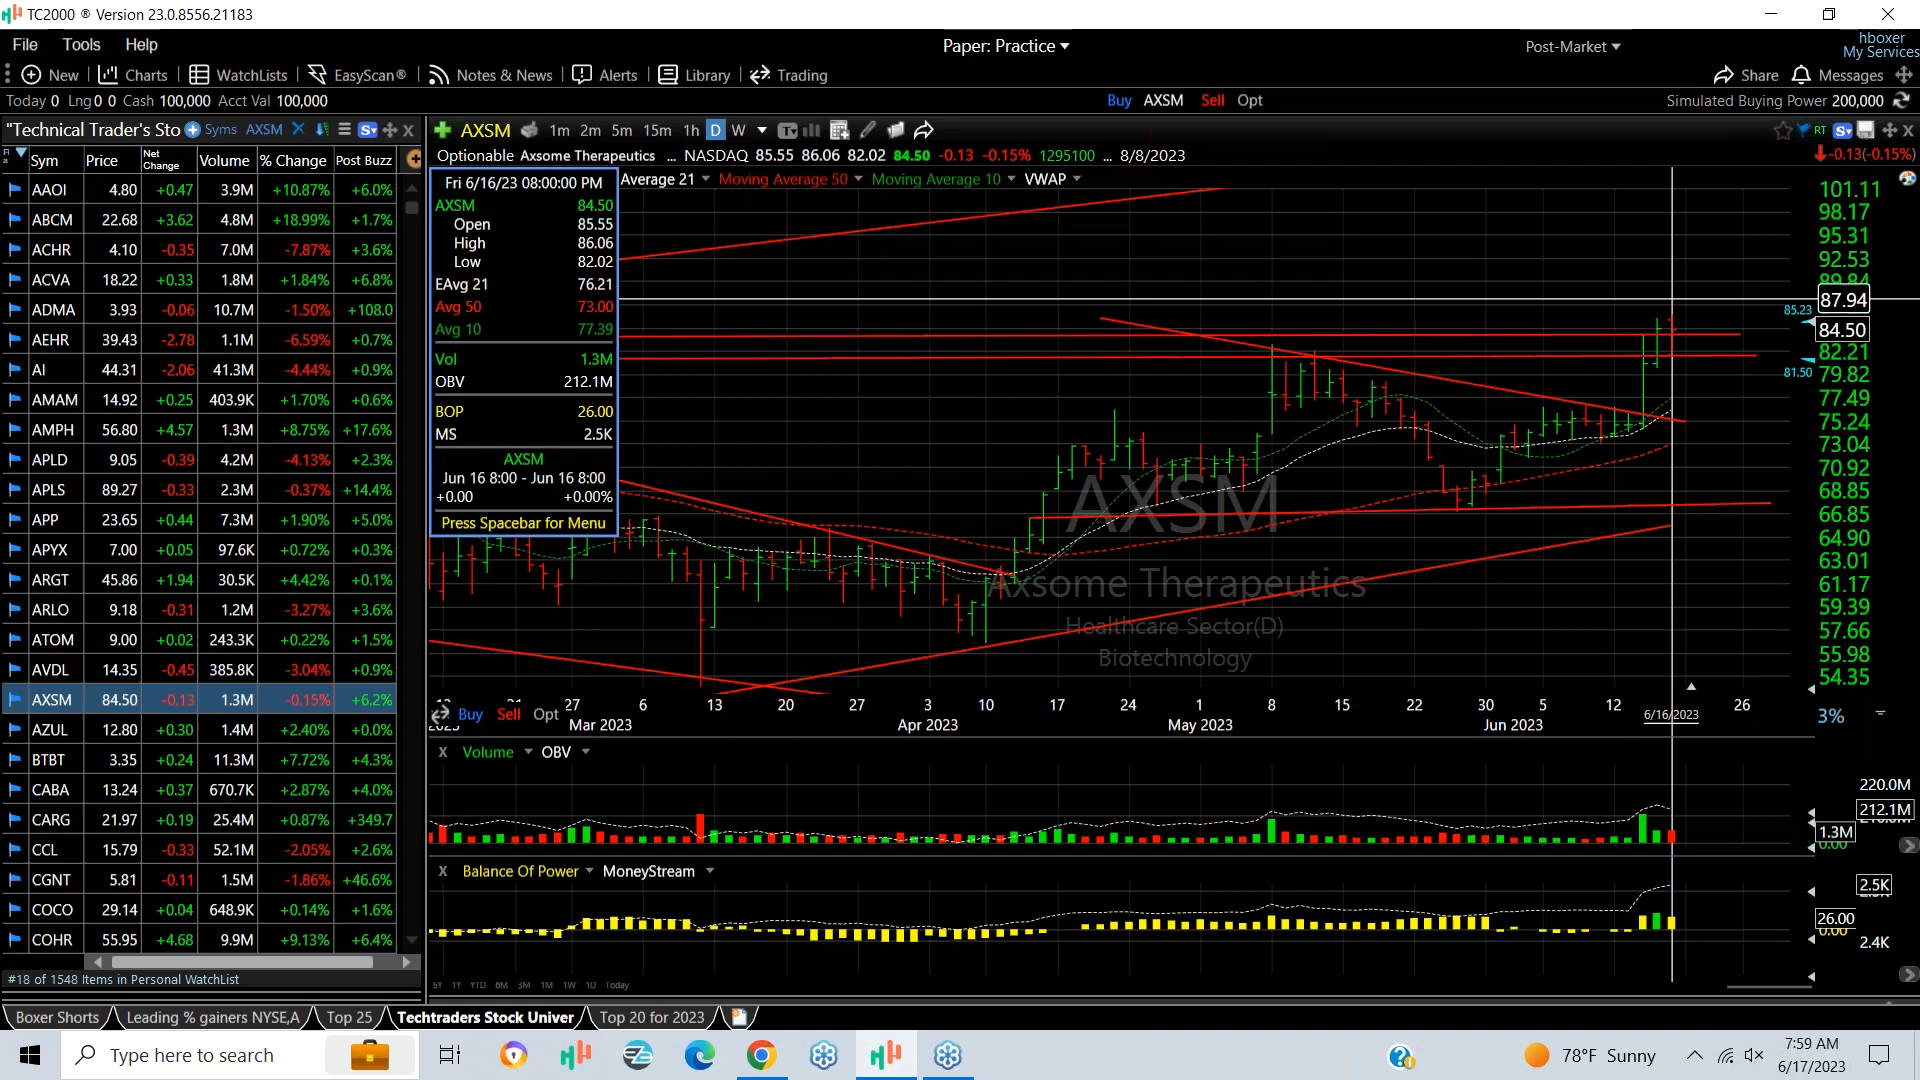 TC2000 ® Version 23.0.8556.21183
File Tools Help
Paper: Practice
Post-Market
hboxer
My Services
New Charts WatchLists EasyScan® Notes & News Alerts Library Trading
Share Messages
Today 0 Lng 0 0 Cash 100,000 Acct Val 100,000
Buy AXSM Sell Opt
Simulated Buying Power 200,000
"Technical Trader's Sto Syms AXSM S
AXSM 1m 2m 5m 15m 1h D W
RT S
Optionable Axsome Therapeutics ... NASDAQ 85.55 86.06 82.02 84.50 -0.13 -0.15% 1295100 ... 8/8/2023
-0.13(-0.15%)
Average 21 Moving Average 50 Moving Average 10 VWAP
Sym Price Net Change Volume % Change Post Buzz
AAOI 4.80 +0.47 3.9M +10.87% +6.0%
ABCM 22.68 +3.62 4.8M +18.99% +1.7%
ACHR 4.10 -0.35 7.0M -7.87% +3.6%
ACVA 18.22 +0.33 1.8M +1.84% +6.8%
ADMA 3.93 -0.06 10.7M -1.50% +108.0
AEHR 39.43 -2.78 1.1M -6.59% +0.7%
AI 44.31 -2.06 41.3M -4.44% +0.9%
AMAM 14.92 +0.25 403.9K +1.70% +0.6%
AMPH 56.80 +4.57 1.3M +8.75% +17.6%
APLD 9.05 -0.39 4.2M -4.13% +2.3%
APLS 89.27 -0.33 2.3M -0.37% +14.4%
APP 23.65 +0.44 7.3M +1.90% +5.0%
APYX 7.00 +0.05 97.6K +0.72% +0.3%
ARGT 45.86 +1.94 30.5K +4.42% +0.1%
ARLO 9.18 -0.31 1.2M -3.27% +3.6%
ATOM 9.00 +0.02 243.3K +0.22% +1.5%
AVDL 14.35 -0.45 385.8K -3.04% +0.9%
AXSM 84.50 -0.13 1.3M -0.15% +6.2%
AZUL 12.80 +0.30 1.4M +2.40% +0.0%
BTBT 3.35 +0.24 11.3M +7.72% +4.3%
CABA 13.24 +0.37 670.7K +2.87% +4.0%
CARG 21.97 +0.19 25.4M +0.87% +349.7
CCL 15.79 -0.33 52.1M -2.05% +2.6%
CGNT 5.81 -0.11 1.5M -1.86% +46.6%
COCO 29.14 +0.04 648.9K +0.14% +1.6%
COHR 55.95 +4.68 9.9M +9.13% +6.4%
#18 of 1548 Items in Personal WatchList
Fri 6/16/23 08:00:00 PM
AXSM 84.50
Open 85.55
High 86.06
Low 82.02
EAvg 21 76.21
Avg 50 73.00
Avg 10 77.39
Vol 1.3M
OBV 212.1M
BOP 26.00
MS 2.5K
AXSM
Jun 16 8:00 - Jun 16 8:00
+0.00 +0.00%
Press Spacebar for Menu
AXSM
Axsome Therapeutics
Healthcare Sector(D)
Biotechnology
101.11
98.17
95.31
92.53
89.84
87.94
85.23
84.50
82.21
81.50
79.82
77.49
75.24
73.04
70.92
68.85
66.85
64.90
63.01
61.17
59.39
57.66
55.98
54.35
3%
27 6 13 20 27 3 10 17 24 1 8 15 22 30 5 12 6/16/2023 26
Buy Sell Opt
Mar 2023 Apr 2023 May 2023 Jun 2023
X Volume OBV
220.0M
212.1M
1.3M
0.00
X Balance Of Power MoneyStream
2.5K
26.00
0.00
2.4K
5Y 1Y YTD 6M 3M 1M 1W 1D Today
Boxer Shorts Leading % gainers NYSE,A Top 25 Techtraders Stock Univer Top 20 for 2023
Type here to search
78°F Sunny
7:59 AM
6/17/2023